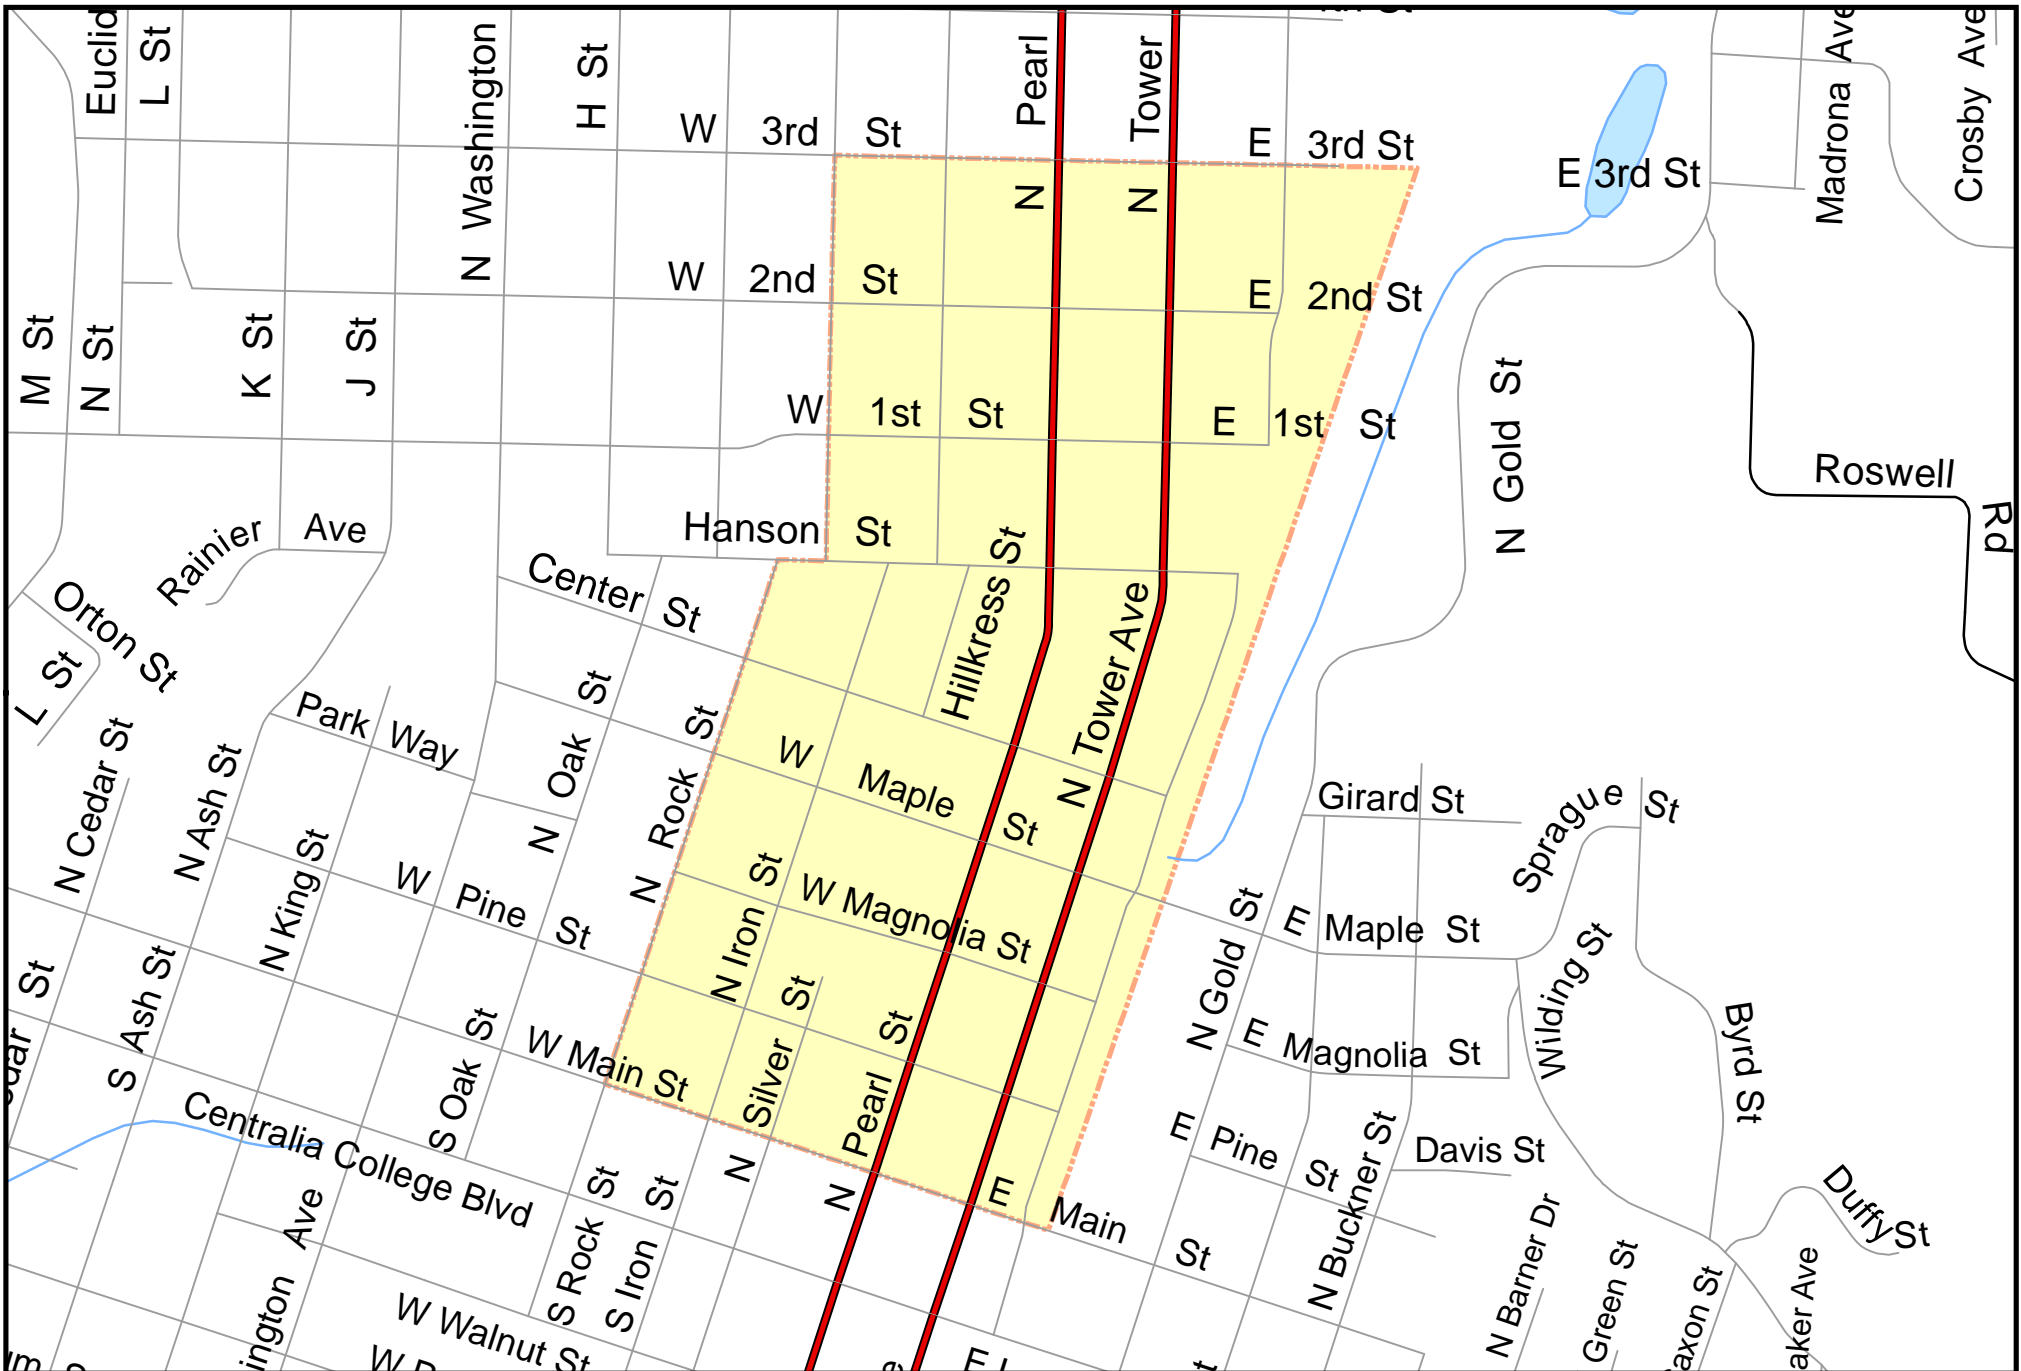 Euclid
L St
N Washington
H St
W 3rd St
N Pearl
N Tower
E 3rd St
E 3rd St
Madrona Ave
Crosby Ave
W 2nd St
E 2nd St
M St
N St
K St
J St
W 1st St
E 1st St
N Gold St
Roswell Rd
Rainier Ave
Hanson St
Center St
Hillkress St
N Tower Ave
Orton St
L St
Park Way
N Cedar St
N Ash St
N King St
N Oak St
N Rock St
W Maple St
Girard St
Sprague St
W Pine St
N Iron St
W Magnolia St
N Gold St
E Maple St
Wilding St
Byrd St
St
S Ash St
S Oak St
W Main St
N Silver St
N Pearl St
E Magnolia St
Centralia College Blvd
E Pine St
N Buckner St
Davis St
Duffy St
E Main St
Ave
S Rock St
S Iron St
N Barner Dr
Green St
W Walnut St